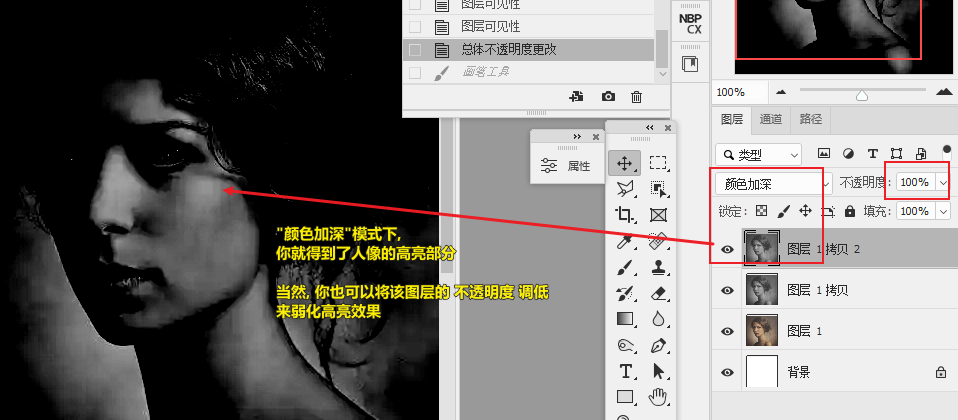 图层可见性
图层可见性
总体不透明度更改
画笔工具
NBP
CX
属性
"颜色加深"模式下,
你就得到了人像的高亮部分
当然, 你也可以将该图层的 不透明度 调低
来弱化高亮效果
100%
图层 通道 路径
类型
颜色加深 不透明度: 100%
锁定: 填充: 100%
图层 1 拷贝 2
图层 1 拷贝
图层 1
背景